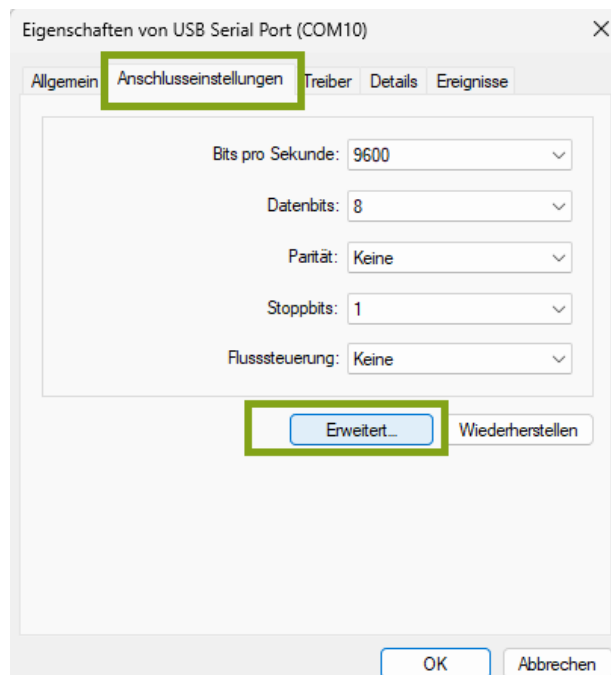 Eigenschaften von USB Serial Port (COM10)
Allgemein Anschlusseinstellungen Treiber Details Ereignisse
Bits pro Sekunde: 9600
Datenbits: 8
Parität: Keine
Stoppbits: 1
Flusssteuerung: Keine
Erweitert... Wiederherstellen
OK Abbrechen